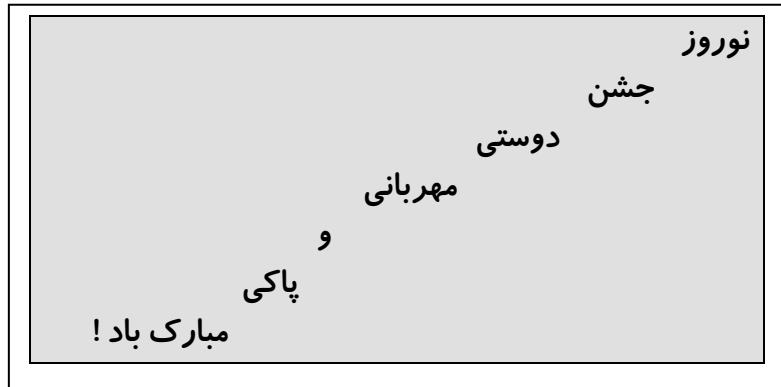 نوروز
جشن
دوستی
مهربانی
و
پاکی
مبارک باد !